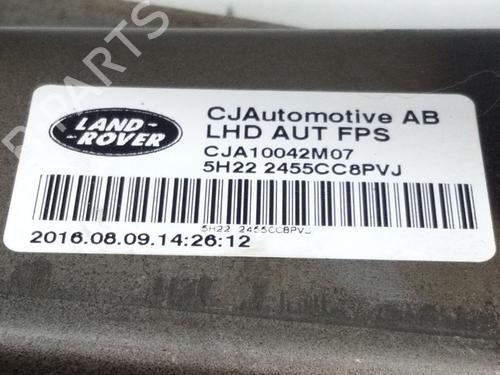 LAND-
-ROVER
CJAutomotive AB
LHD AUT FPS
CJA10042M07
5H22 2455CC8PVJ
5H22 2455CC8PVJ
2016.08.09.14:26:12
PARTS